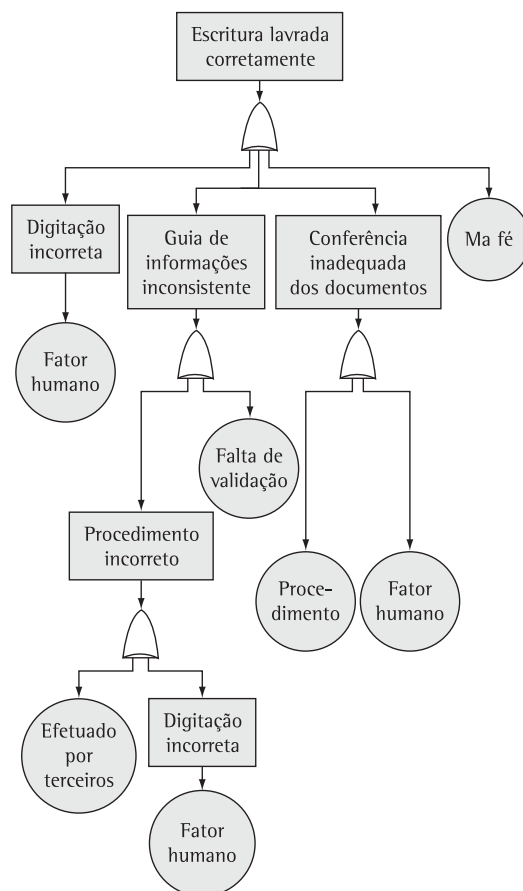 Escritura lavrada
corretamente
Digitação
incorreta
Guia de
informações
inconsistente
Conferência
inadequada
dos documentos
Ma fé
Fator
humano
Falta de
validação
Procedimento
incorreto
Proce-
dimento
Fator
humano
Efetuado
por
terceiros
Digitação
incorreta
Fator
humano